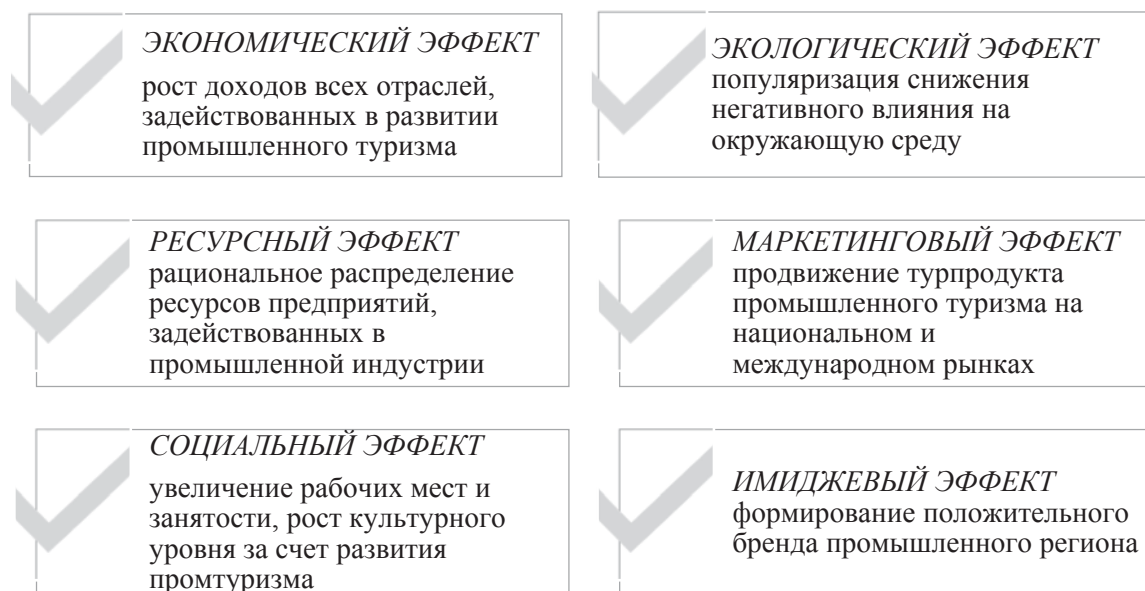 ЭКОНОМИЧЕСКИЙ ЭФФЕКТ
рост доходов всех отраслей,
задействованных в развитии
промышленного туризма
ЭКОЛОГИЧЕСКИЙ ЭФФЕКТ
популяризация снижения
негативного влияния на
окружающую среду
РЕСУРСНЫЙ ЭФФЕКТ
рациональное распределение
ресурсов предприятий,
задействованных в
промышленной индустрии
МАРКЕТИНГОВЫЙ ЭФФЕКТ
продвижение турпродукта
промышленного туризма на
национальном и
международном рынках
СОЦИАЛЬНЫЙ ЭФФЕКТ
увеличение рабочих мест и
занятости, рост культурного
уровня за счет развития
промтуризма
ИМИДЖЕВЫЙ ЭФФЕКТ
формирование положительного
бренда промышленного региона